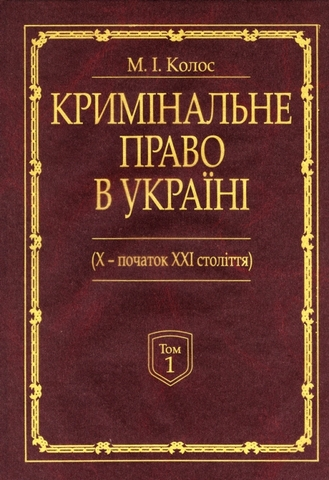 М. І. Колос
КРИМІНАЛЬНЕ
ПРАВО
В УКРАЇНІ
(X – початок XXI століття)
Том
1